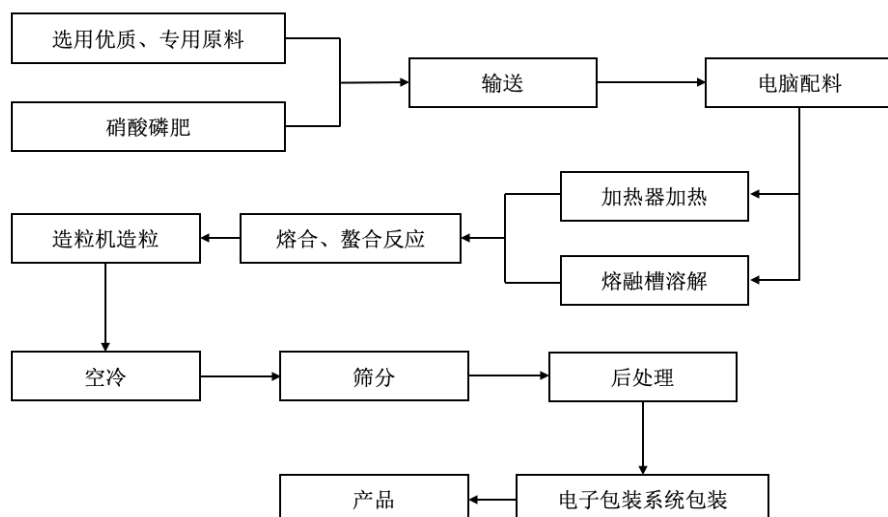 选用优质、专用原料
硝酸磷肥
输送
电脑配料
加热器加热
熔融槽溶解
熔合、螯合反应
造粒机造粒
空冷
筛分
后处理
电子包装系统包装
产品